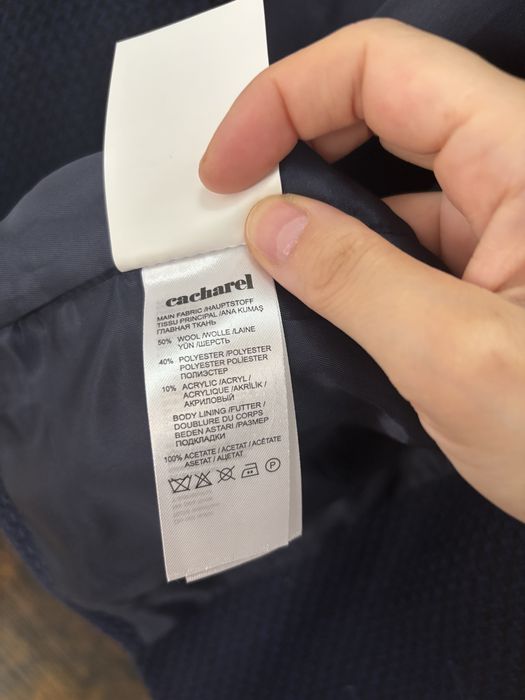 cacharel
MAIN FABRIC /HAUPTSTOFF
TISSU PRINCIPAL /ANA KUMAŞ
ГЛАВНАЯ ТКАНЬ
50% WOOL /WOLLE /LAINE
YÜN /ШЕРСТЬ
40% POLYESTER /POLYESTER
POLYESTER POLİESTER
ПОЛИЭСТЕР
10% ACRYLIC /ACRYL /
ACRYLIQUE /AKRİLİK /
АКРИЛОВЫЙ
BODY LINING /FUTTER /
DOUBLURE DU CORPS
BEDEN ASTARI /РАЗМЕР
ПОДКЛАДКИ
100% ACETATE / ACETAT / ACÉTATE
ASETAT / АЦЕТАТ
P